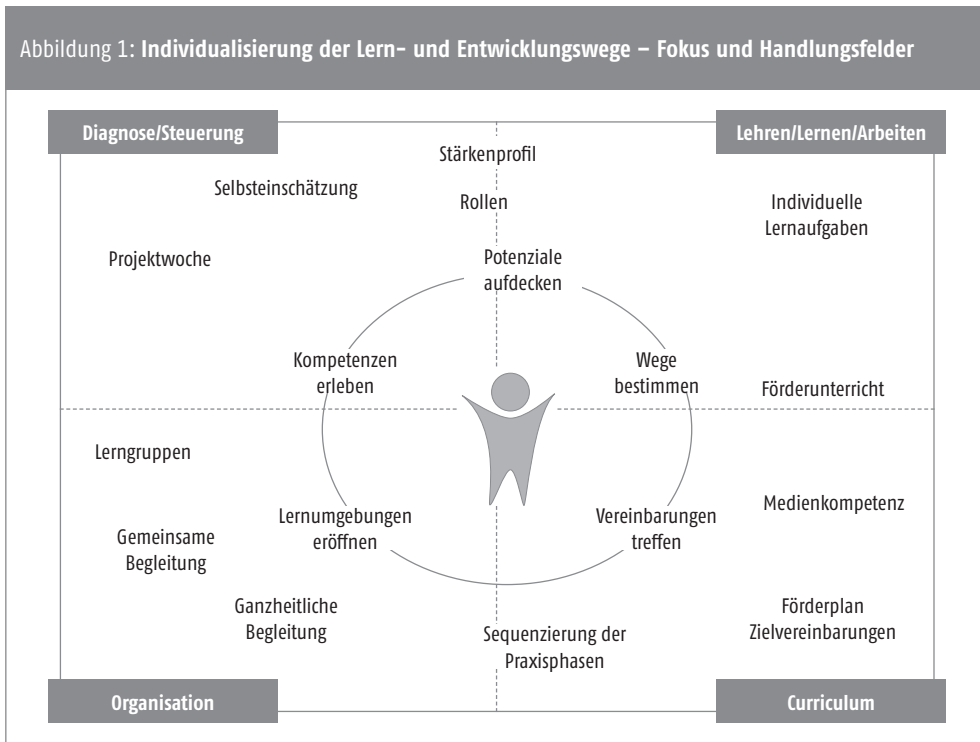 Abbildung 1: Individualisierung der Lern- und Entwicklungswege – Fokus und Handlungsfelder
Diagnose/Steuerung
Lehren/Lernen/Arbeiten
Stärkenprofil
Selbsteinschätzung
Rollen
Individuelle
Lernaufgaben
Projektwoche
Potenziale
aufdecken
Kompetenzen
erleben
Wege
bestimmen
Förderunterricht
Lerngruppen
Medienkompetenz
Lernumgebungen
eröffnen
Vereinbarungen
treffen
Gemeinsame
Begleitung
Ganzheitliche
Begleitung
Sequenzierung der
Praxisphasen
Förderplan
Zielvereinbarungen
Organisation
Curriculum